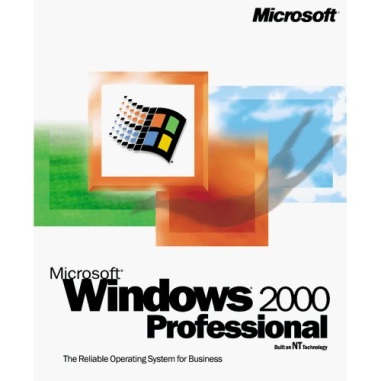 Microsoft®
Microsoft®
Windows® 2000
Professional
Built on NT Technology
The Reliable Operating System for Business